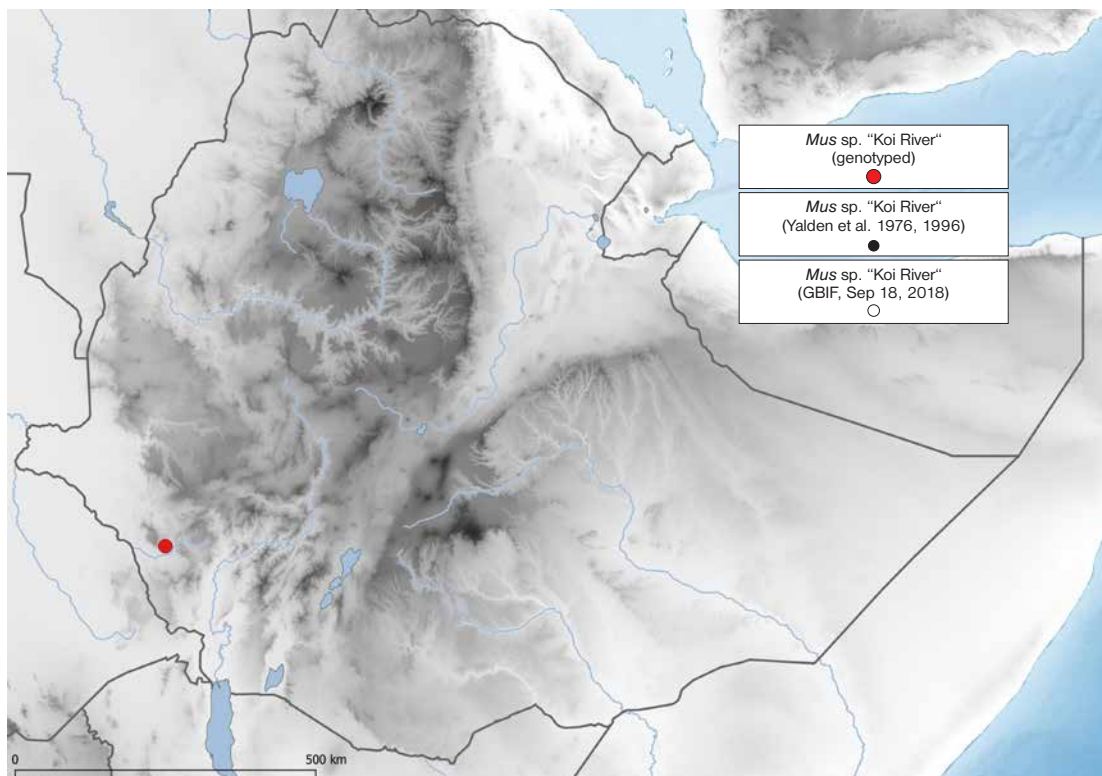 Mus sp. “Koi River“
(genotyped)
Mus sp. “Koi River“
(Yalden et al. 1976, 1996)
Mus sp. “Koi River“
(GBIF, Sep 18, 2018)
0
500 km